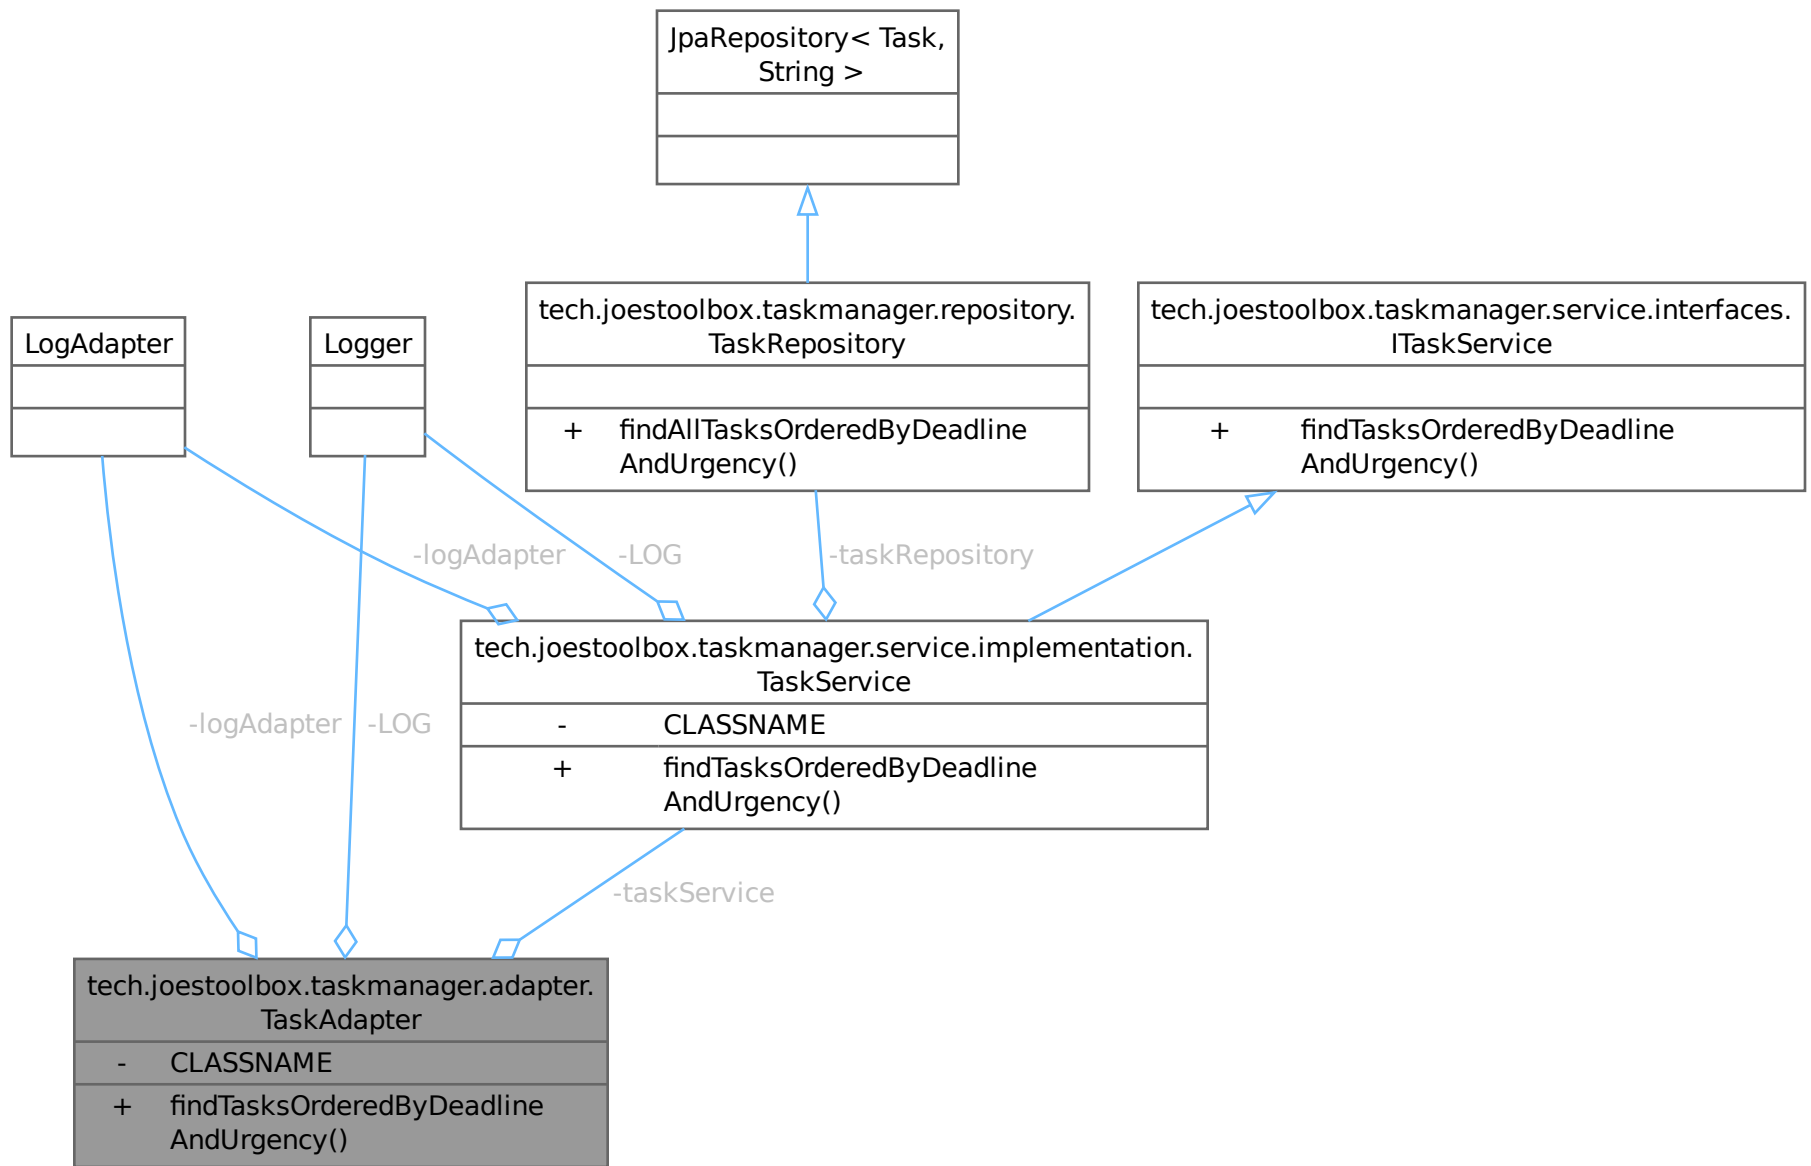 JpaRepository< Task,
String >
LogAdapter
Logger
tech.joestoolbox.taskmanager.repository.
TaskRepository
+ findAllTasksOrderedByDeadline
AndUrgency()
tech.joestoolbox.taskmanager.service.interfaces.
ITaskService
+ findTasksOrderedByDeadline
AndUrgency()
-logAdapter
-LOG
-taskRepository
tech.joestoolbox.taskmanager.service.implementation.
TaskService
- CLASSNAME
+ findTasksOrderedByDeadline
AndUrgency()
-logAdapter
-LOG
-taskService
tech.joestoolbox.taskmanager.adapter.
TaskAdapter
- CLASSNAME
+ findTasksOrderedByDeadline
AndUrgency()